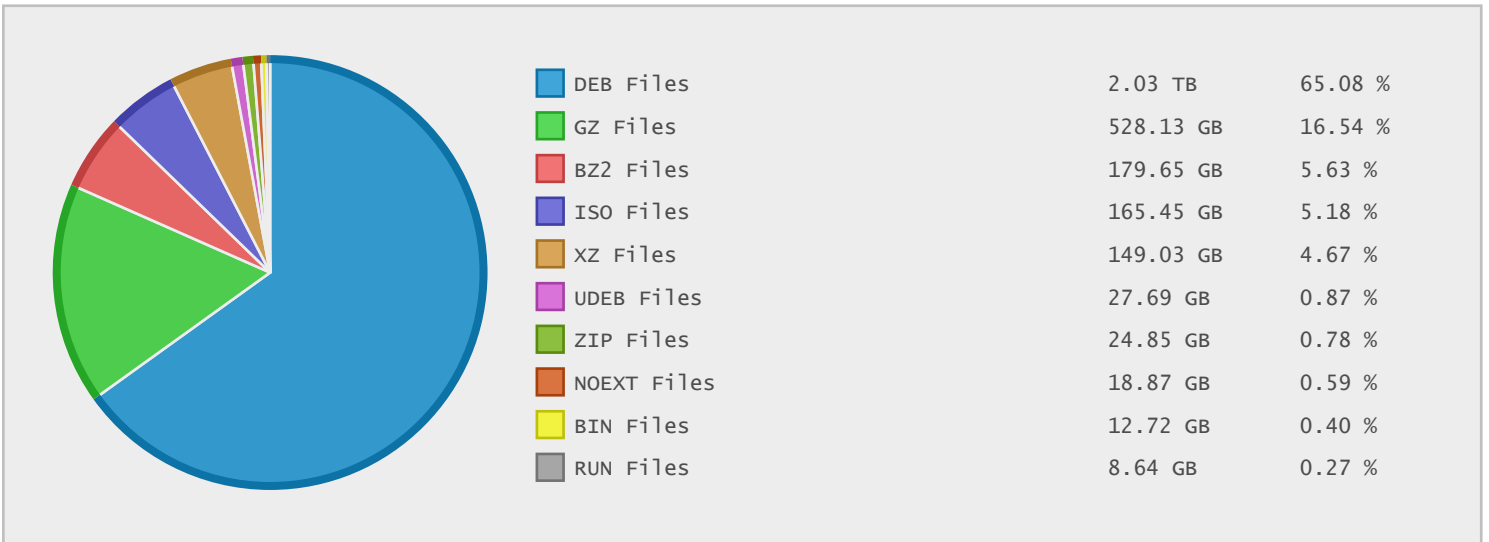 DEB Files 2.03 TB 65.08 %
GZ Files 528.13 GB 16.54 %
BZ2 Files 179.65 GB 5.63 %
ISO Files 165.45 GB 5.18 %
XZ Files 149.03 GB 4.67 %
UDEB Files 27.69 GB 0.87 %
ZIP Files 24.85 GB 0.78 %
NOEXT Files 18.87 GB 0.59 %
BIN Files 12.72 GB 0.40 %
RUN Files 8.64 GB 0.27 %